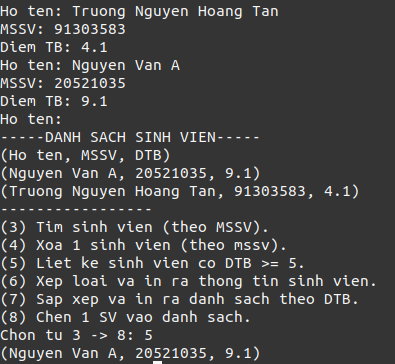 Ho ten: Truong Nguyen Hoang Tan
MSSV: 91303583
Diem TB: 4.1
Ho ten: Nguyen Van A
MSSV: 20521035
Diem TB: 9.1
Ho ten:
-----DANH SACH SINH VIEN-----
(Ho ten, MSSV, DTB)
(Nguyen Van A, 20521035, 9.1)
(Truong Nguyen Hoang Tan, 91303583, 4.1)
-----------------
(3) Tim sinh vien (theo MSSV).
(4) Xoa 1 sinh vien (theo mssv).
(5) Liet ke sinh vien co DTB >= 5.
(6) Xep loai va in ra thong tin sinh vien.
(7) Sap xep va in ra danh sach theo DTB.
(8) Chen 1 SV vao danh sach.
Chon tu 3 -> 8: 5
(Nguyen Van A, 20521035, 9.1)